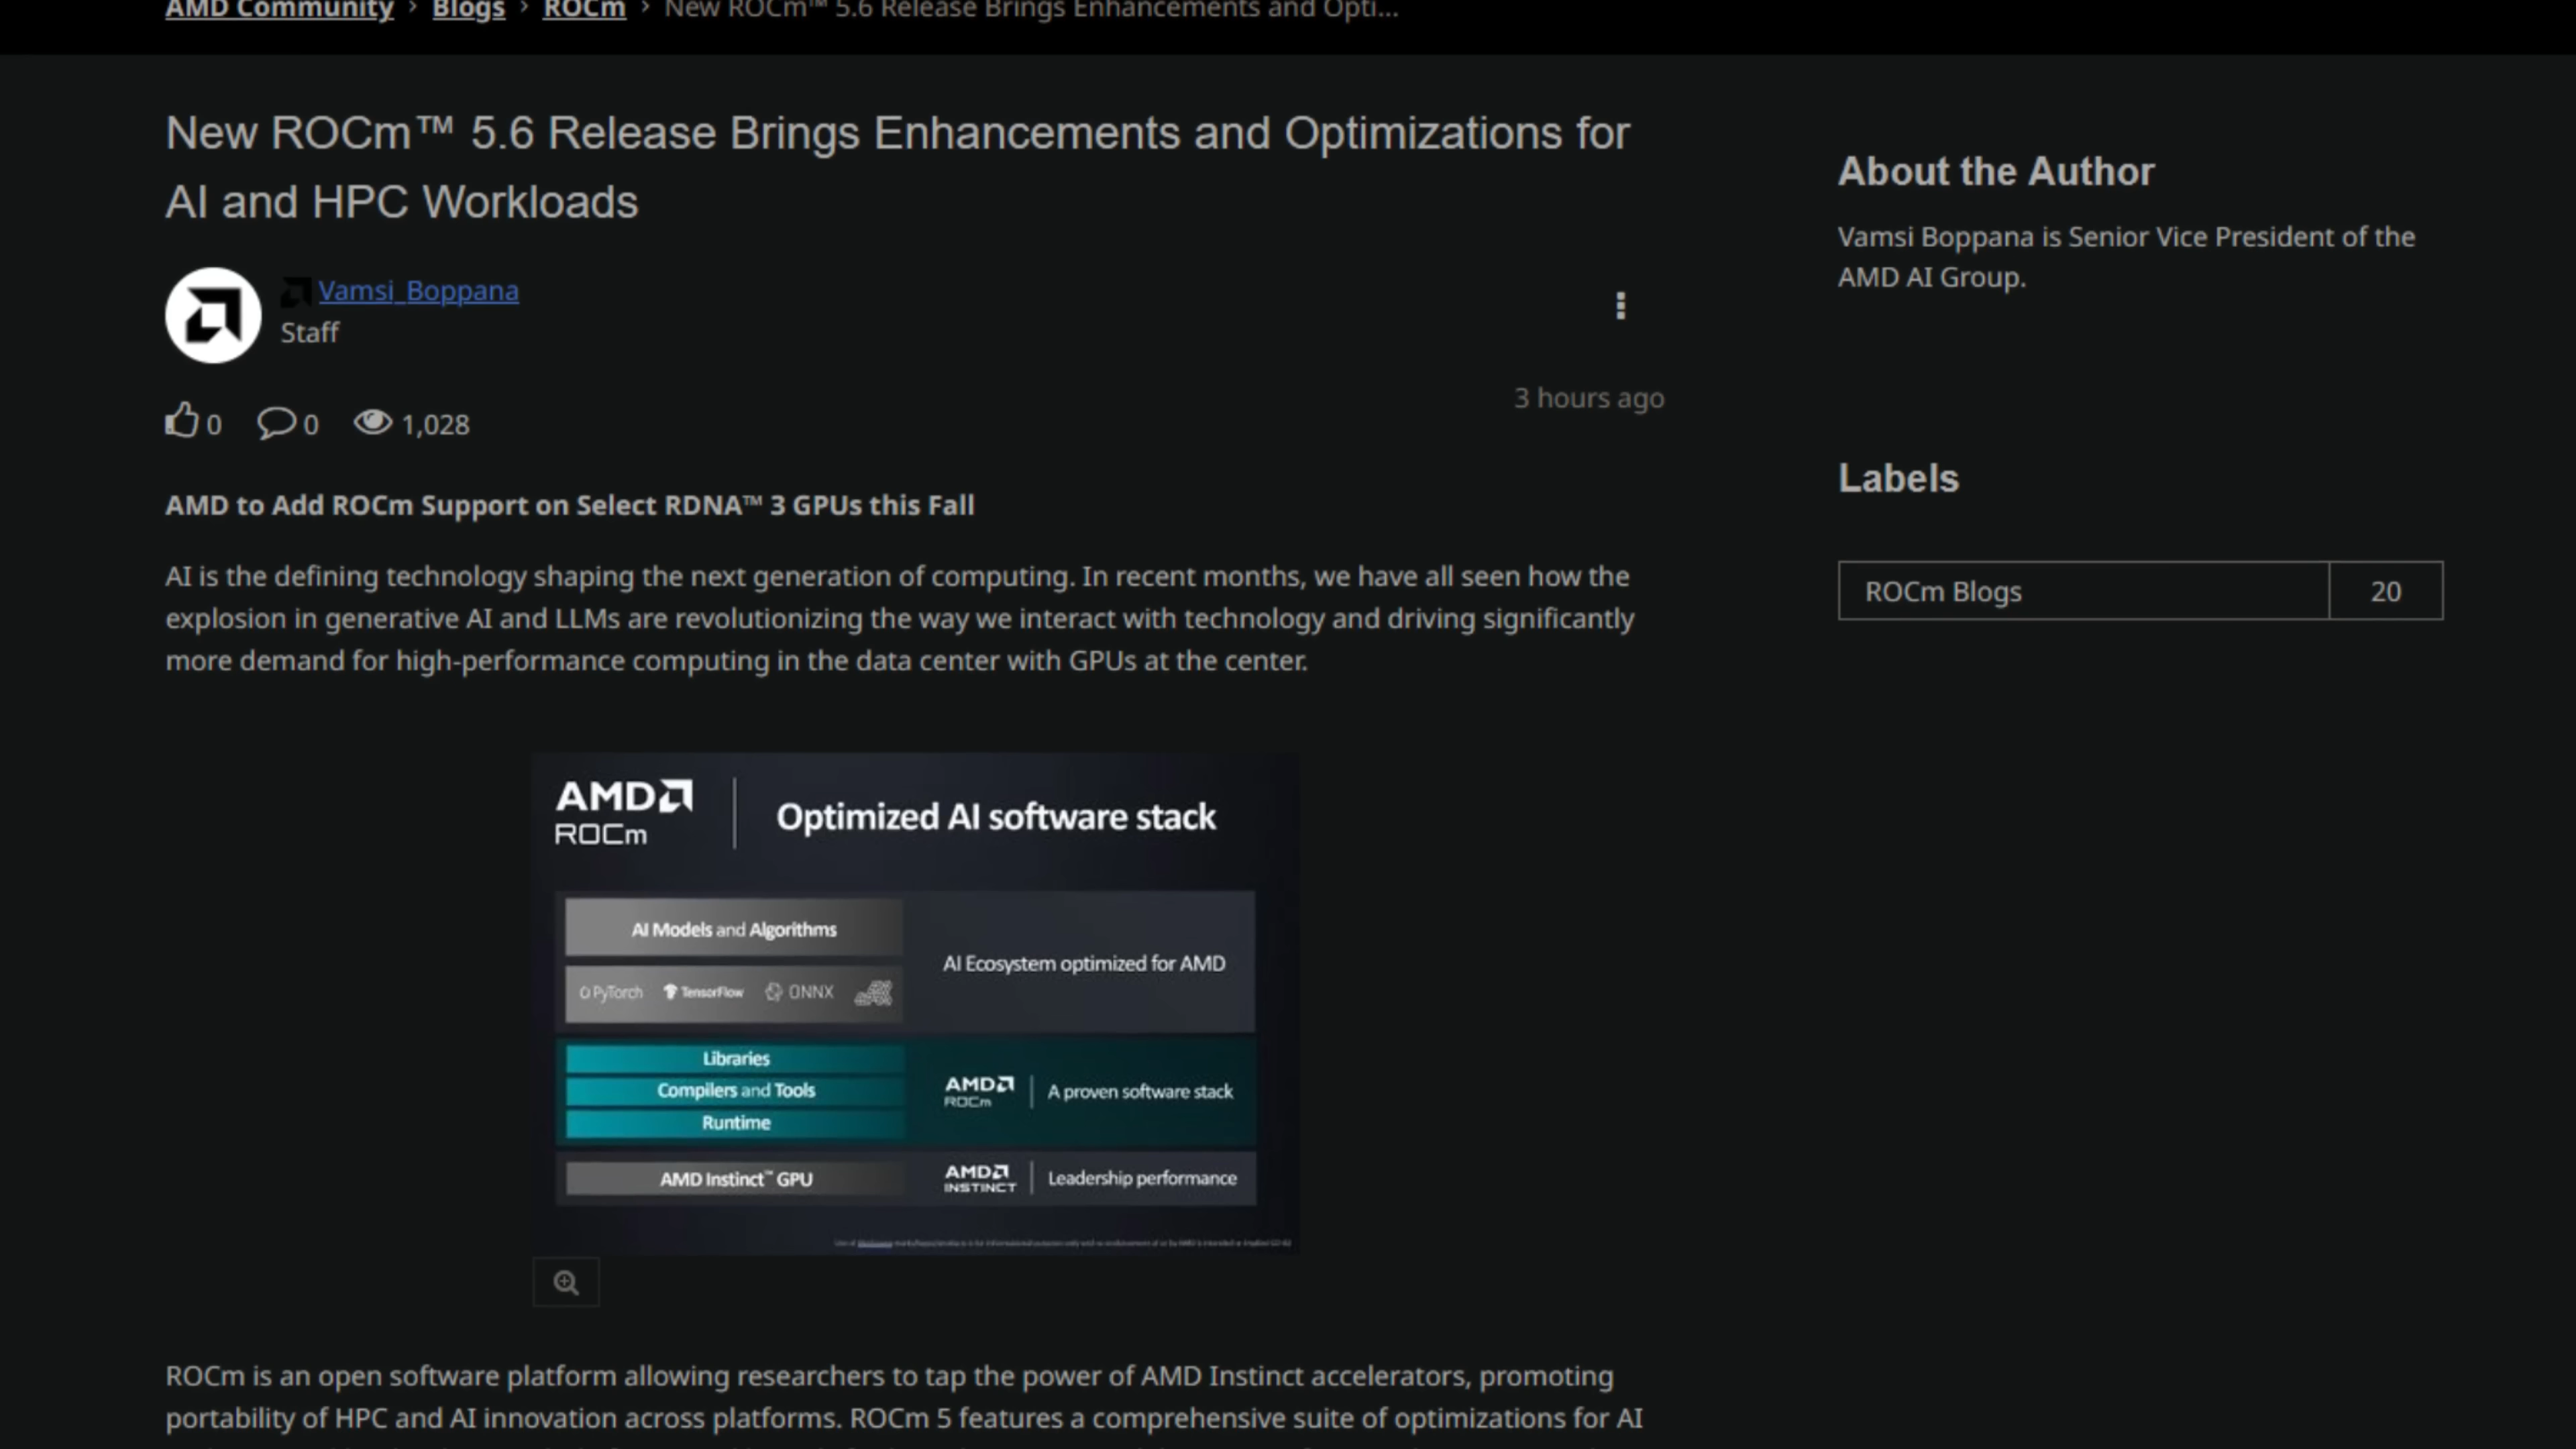 AMD Community › Blogs › ROCm › New ROCm™ 5.6 Release Brings Enhancements and Opti...
New ROCm™ 5.6 Release Brings Enhancements and Optimizations for
AI and HPC Workloads
Vamsi_Boppana
Staff
3 hours ago
0 0 1,028
AMD to Add ROCm Support on Select RDNA™ 3 GPUs this Fall
AI is the defining technology shaping the next generation of computing. In recent months, we have all seen how the
explosion in generative AI and LLMs are revolutionizing the way we interact with technology and driving significantly
more demand for high-performance computing in the data center with GPUs at the center.
AMD
ROCm
Optimized AI software stack
AI Models and Algorithms
PyTorch TensorFlow ONNX
AI Ecosystem optimized for AMD
Libraries
Compilers and Tools
Runtime
AMD
ROCm
A proven software stack
AMD Instinct™ GPU
AMD
INSTINCT
Leadership performance
ROCm is an open software platform allowing researchers to tap the power of AMD Instinct accelerators, promoting
portability of HPC and AI innovation across platforms. ROCm 5 features a comprehensive suite of optimizations for AI
About the Author
Vamsi Boppana is Senior Vice President of the
AMD AI Group.
Labels
ROCm Blogs 20